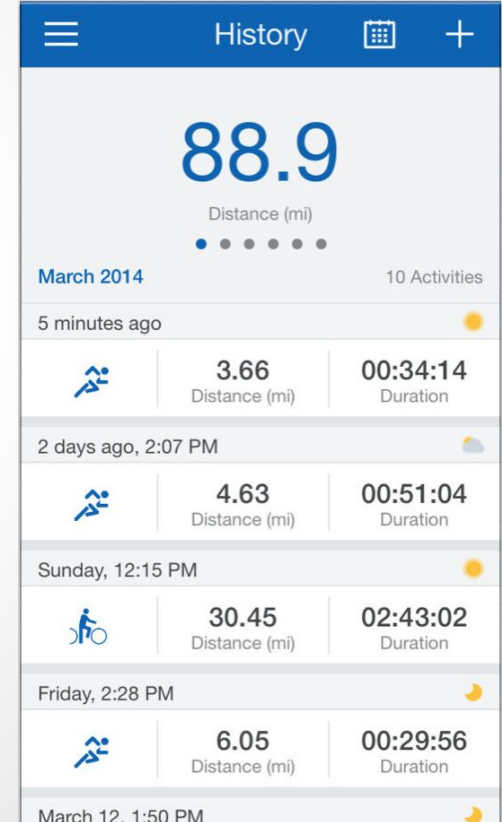 History
88.9
Distance (mi)
March 2014 10 Activities
5 minutes ago
3.66 00:34:14
Distance (mi) Duration
2 days ago, 2:07 PM
4.63 00:51:04
Distance (mi) Duration
Sunday, 12:15 PM
30.45 02:43:02
Distance (mi) Duration
Friday, 2:28 PM
6.05 00:29:56
Distance (mi) Duration
March 12, 1:50 PM